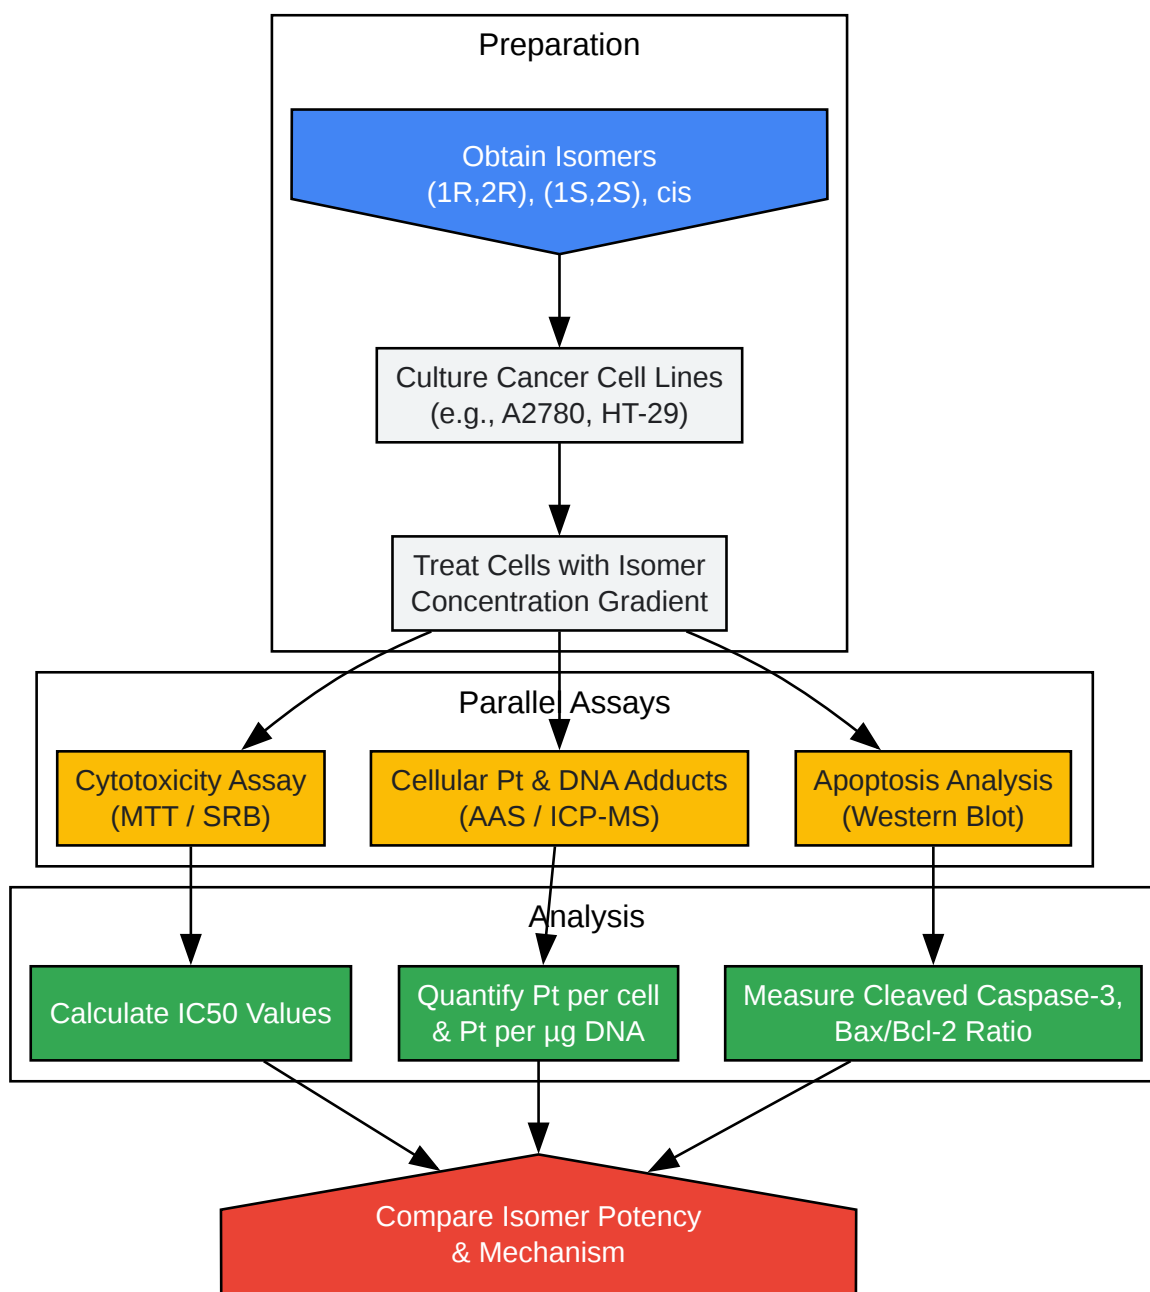 Preparation
Obtain Isomers
(1R,2R), (1S,2S), cis
Culture Cancer Cell Lines
(e.g., A2780, HT-29)
Treat Cells with Isomer
Concentration Gradient
Parallel Assays
Cytotoxicity Assay
(MTT / SRB)
Cellular Pt & DNA Adducts
(AAS / ICP-MS)
Apoptosis Analysis
(Western Blot)
Analysis
Calculate IC50 Values
Quantify Pt per cell
& Pt per µg DNA
Measure Cleaved Caspase-3,
Bax/Bcl-2 Ratio
Compare Isomer Potency
& Mechanism